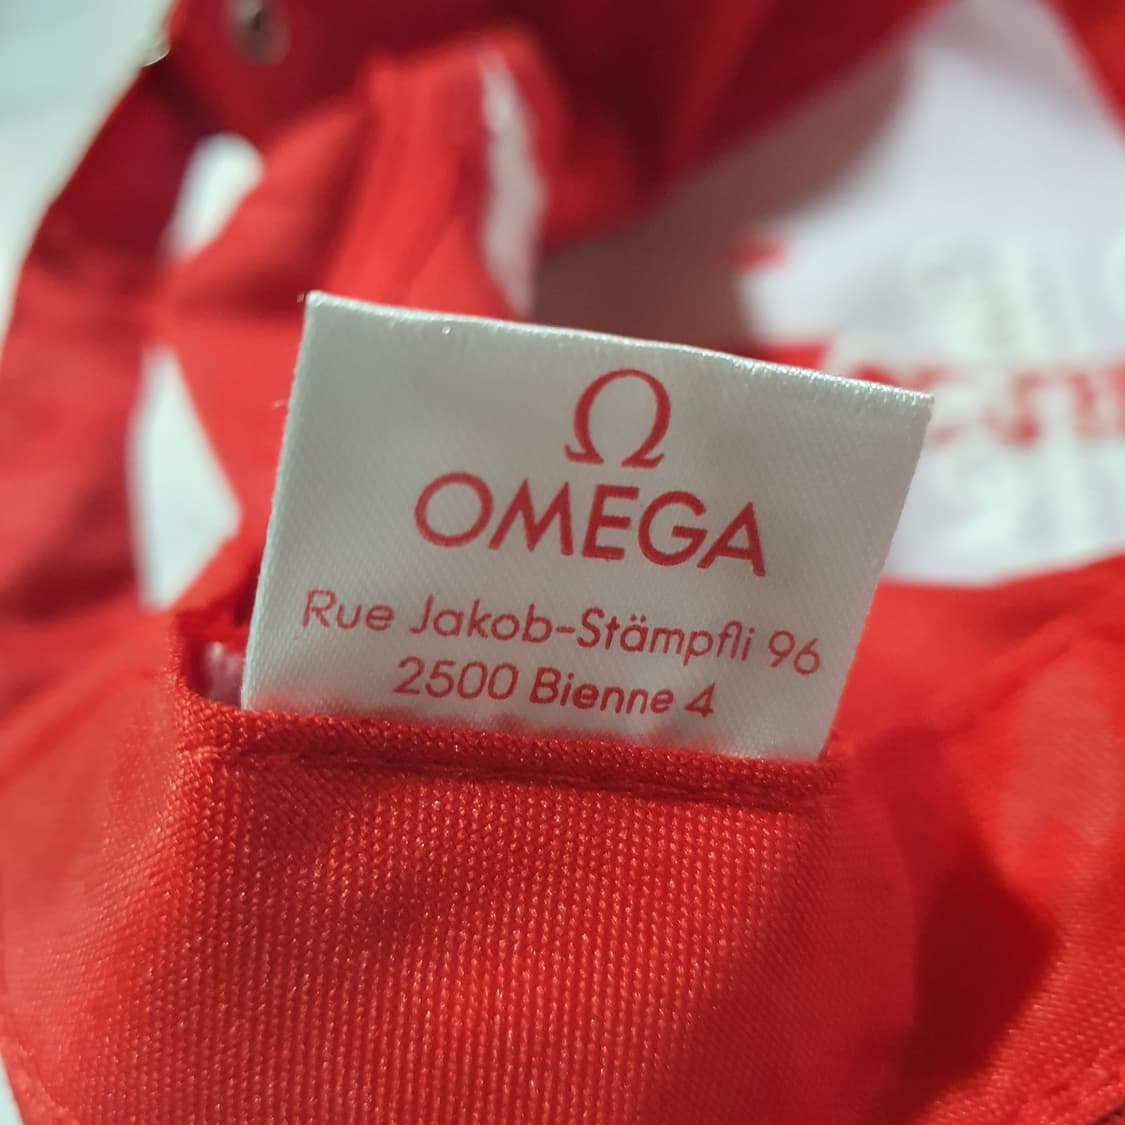 Ω
OMEGA
Rue Jakob-Stämpfli 96
2500 Bienne 4